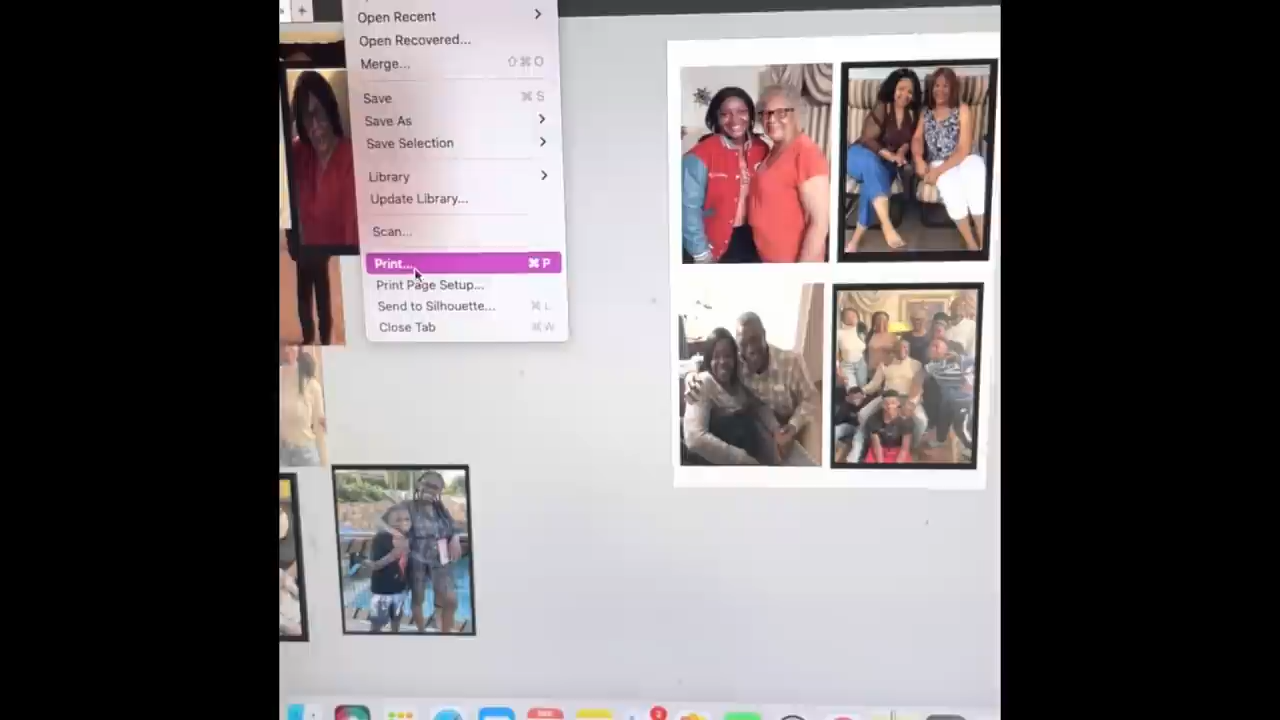 Open Recent
Open Recovered...
Merge... ⇧⌘O
Save ⌘S
Save As
Save Selection
Library
Update Library...
Scan...
Print... ⌘P
Print Page Setup...
Send to Silhouette... ⌘L
Close Tab ⌘W